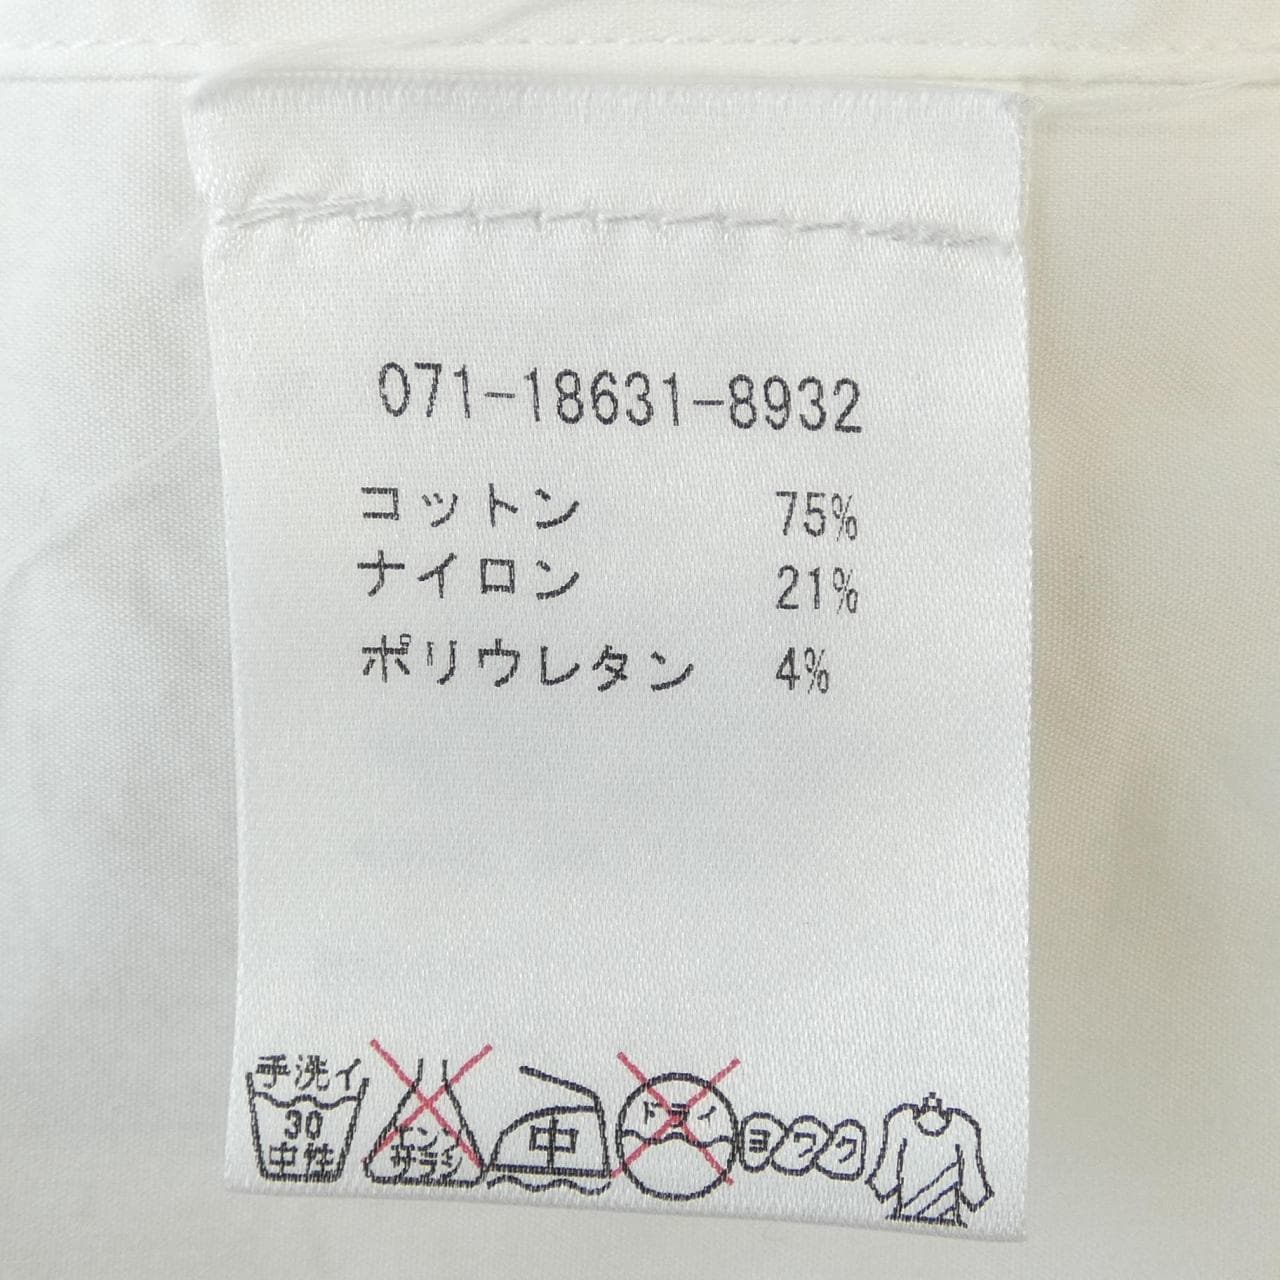 071-18631-8932
コットン 75%
ナイロン 21%
ポリウレタン 4%
手洗イ
30
中性
エンソ
サラシ
中
ドライ
ヨワク